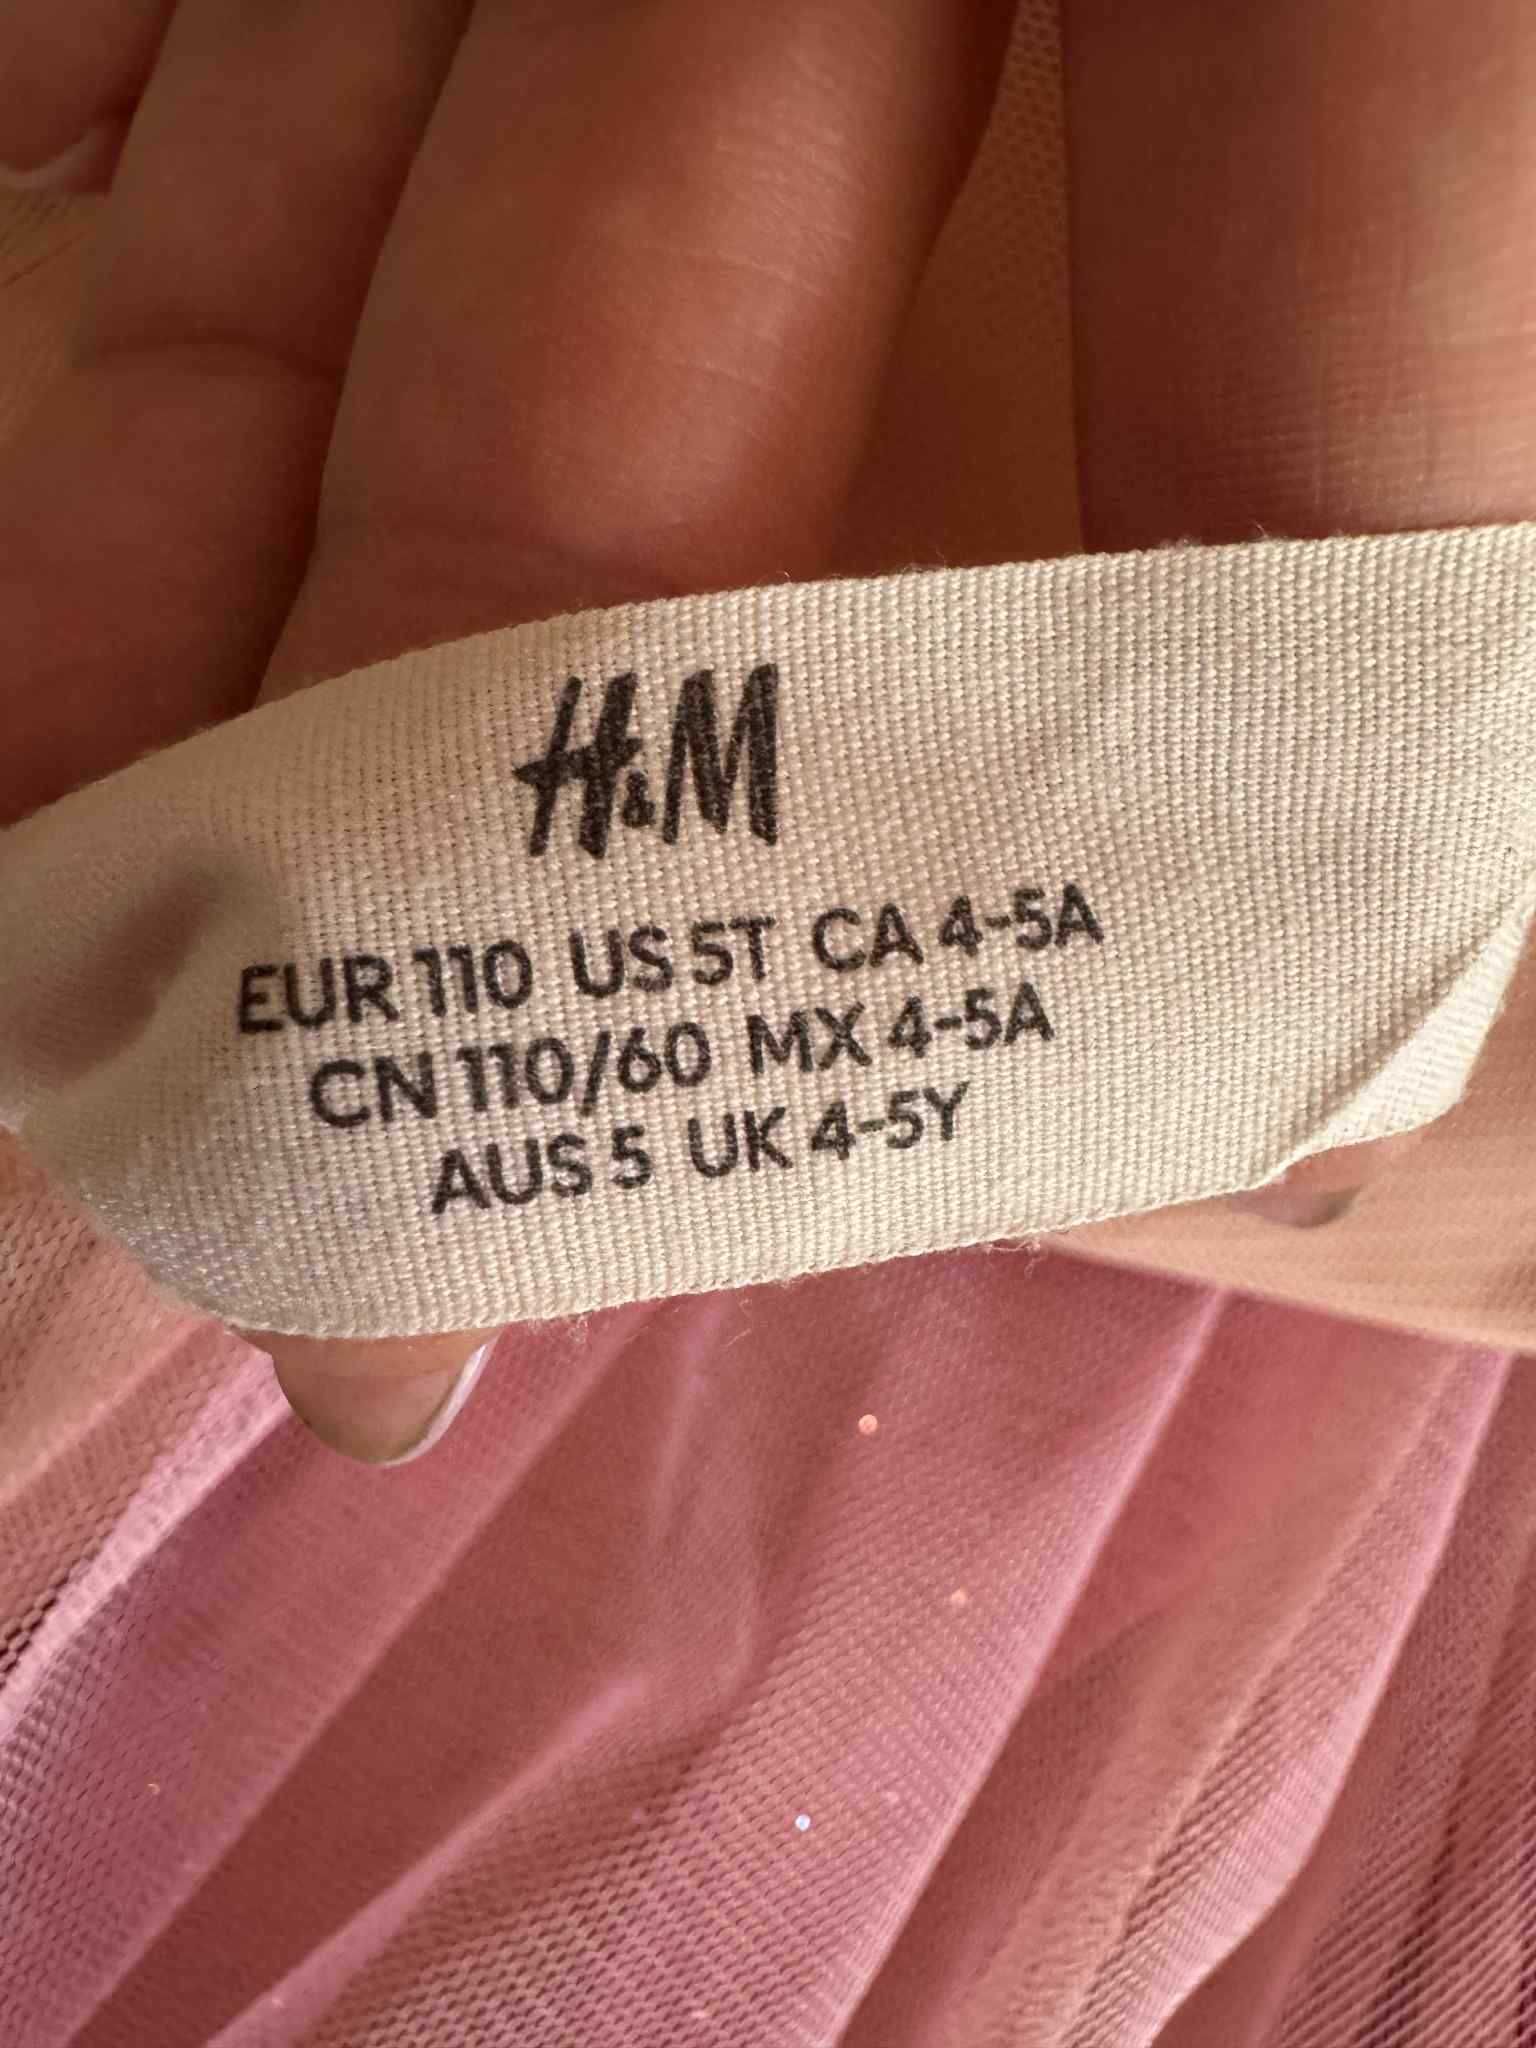 H&M
EUR 110 US 5T CA 4-5A
CN 110/60 MX 4-5A
AUS 5 UK 4-5Y